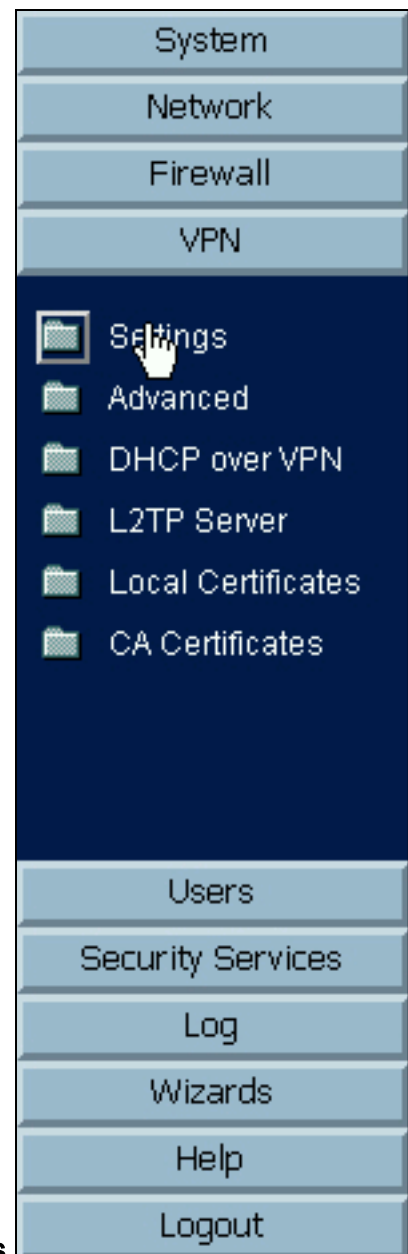 System
Network
Firewall
VPN
Settings
Advanced
DHCP over VPN
L2TP Server
Local Certificates
CA Certificates
Users
Security Services
Log
Wizards
Help
Logout